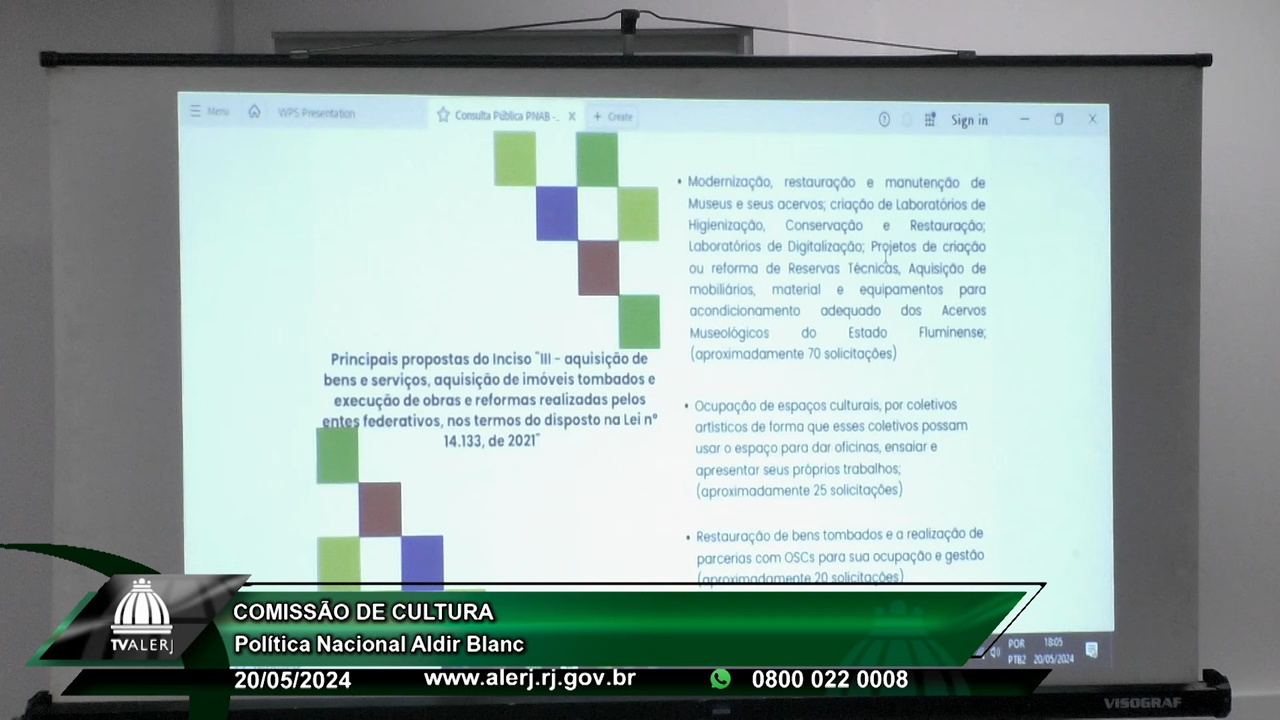 Menu
WPS Presentation
Consulta Pública PNAB -...
Create
Sign in
Principais propostas do Inciso "III - aquisição de
bens e serviços, aquisição de imóveis tombados e
execução de obras e reformas realizadas pelos
entes federativos, nos termos do disposto na Lei nº
14.133, de 2021"
• Modernização, restauração e manutenção de
Museus e seus acervos; criação de Laboratórios de
Higienização, Conservação e Restauração;
Laboratórios de Digitalização; Projetos de criação
ou reforma de Reservas Técnicas, Aquisição de
mobiliários, material e equipamentos para
acondicionamento adequado dos Acervos
Museológicos do Estado Fluminense;
(aproximadamente 70 solicitações)
• Ocupação de espaços culturais, por coletivos
artísticos de forma que esses coletivos possam
usar o espaço para dar oficinas, ensaiar e
apresentar seus próprios trabalhos;
(aproximadamente 25 solicitações)
• Restauração de bens tombados e a realização de
parcerias com OSCs para sua ocupação e gestão
(aproximadamente 20 solicitações)
POR
PTB2
18:05
20/05/2024
TVALERJ
COMISSÃO DE CULTURA
Política Nacional Aldir Blanc
20/05/2024
www.alerj.rj.gov.br
0800 022 0008
VISOGRAF